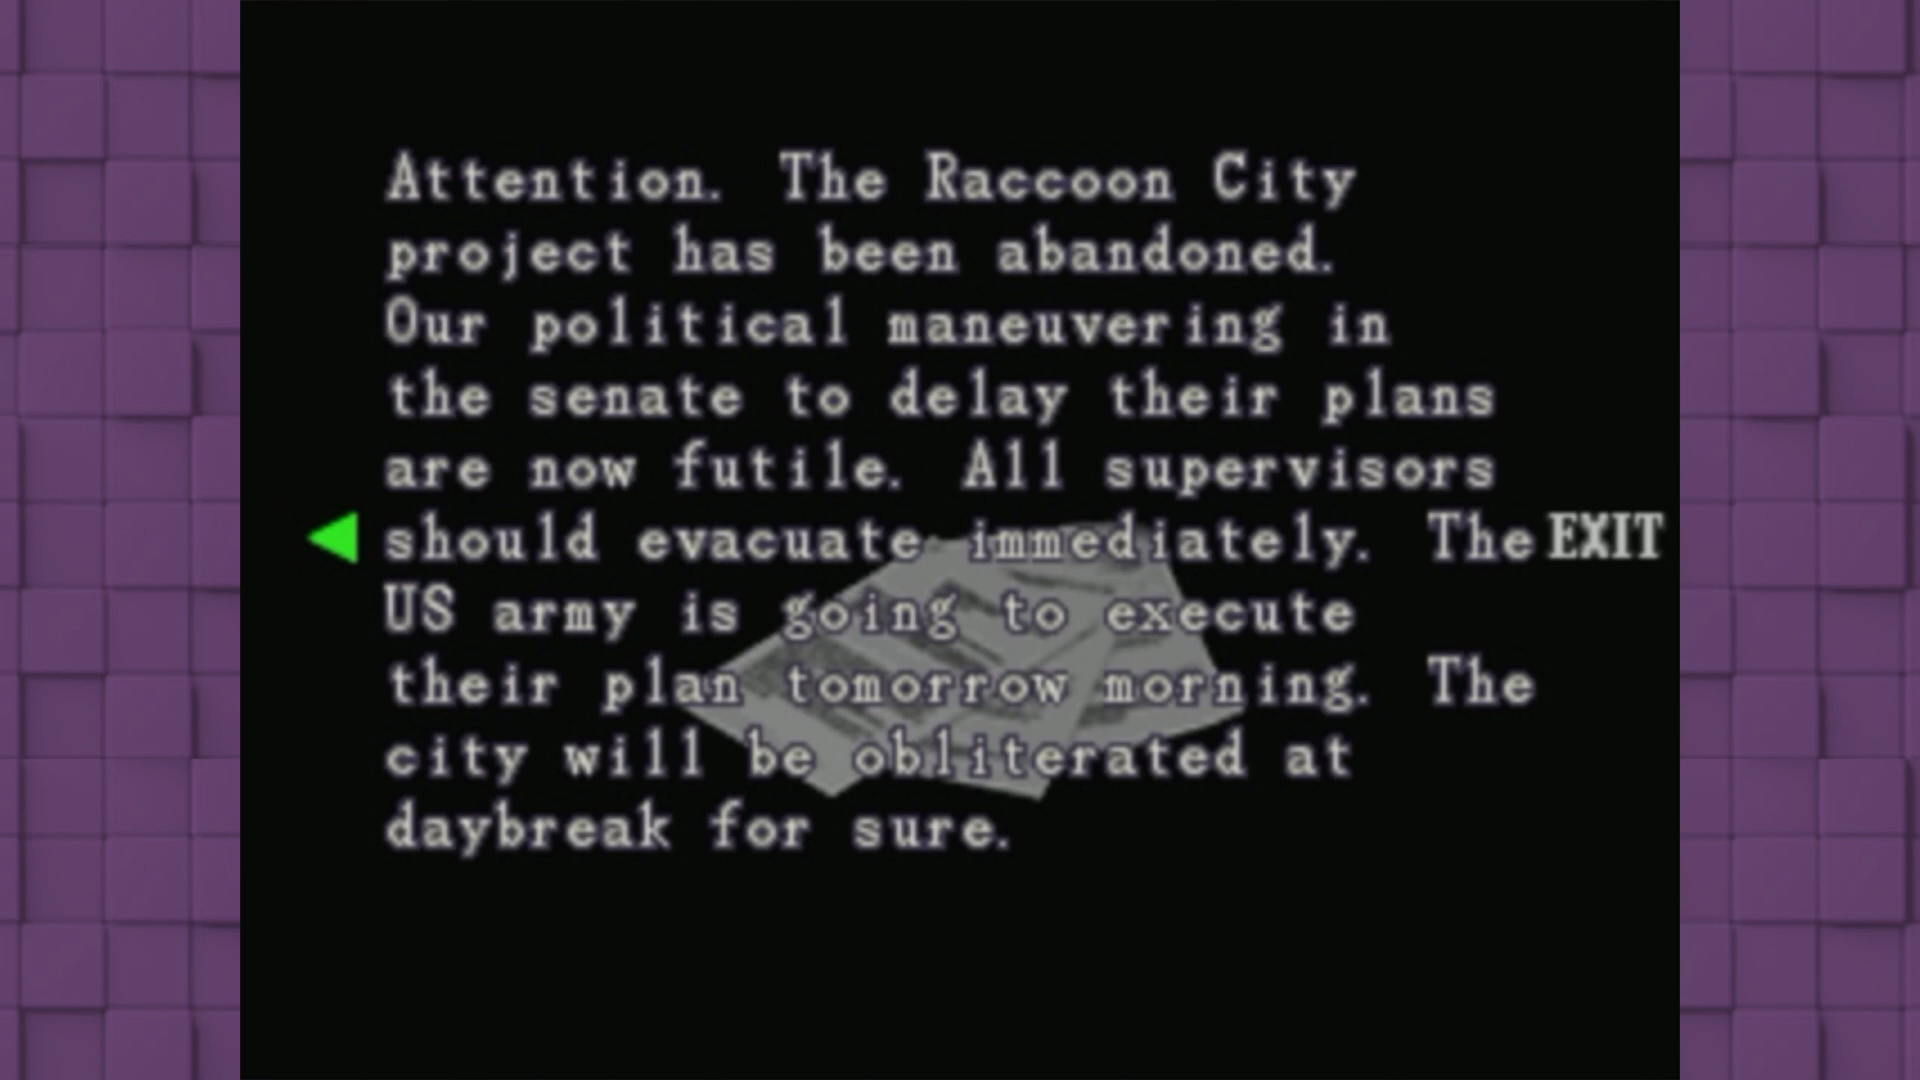 Attention. The Raccoon City
project has been abandoned.
Our political maneuvering in
the senate to delay their plans
are now futile. All supervisors
should evacuate immediately. The
EXIT
US army is going to execute
their plan tomorrow morning. The
city will be obliterated at
daybreak for sure.